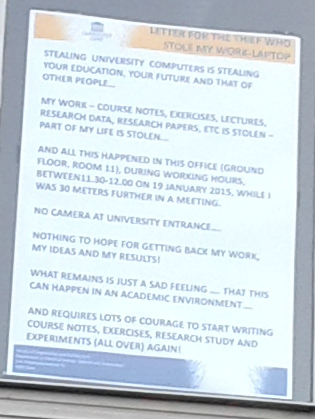 LETTER FOR THE THIEF WHO
STOLE MY WORK-LAPTOP
STEALING UNIVERSITY COMPUTERS IS STEALING
YOUR EDUCATION, YOUR FUTURE AND THAT OF
OTHER PEOPLE...
MY WORK – COURSE NOTES, EXERCISES, LECTURES,
RESEARCH DATA, RESEARCH PAPERS, ETC IS STOLEN –
PART OF MY LIFE IS STOLEN...
AND ALL THIS HAPPENED IN THIS OFFICE (GROUND
FLOOR, ROOM 11), DURING WORKING HOURS,
BETWEEN11.30-12.00 ON 19 JANUARY 2015, WHILE I
WAS 30 METERS FURTHER IN A MEETING.
NO CAMERA AT UNIVERSITY ENTRANCE....
NOTHING TO HOPE FOR GETTING BACK MY WORK,
MY IDEAS AND MY RESULTS!
WHAT REMAINS IS JUST A SAD FEELING .... THAT THIS
CAN HAPPEN IN AN ACADEMIC ENVIRONMENT....
AND REQUIRES LOTS OF COURAGE TO START WRITING
COURSE NOTES, EXERCISES, RESEARCH STUDY AND
EXPERIMENTS (ALL OVER) AGAIN!